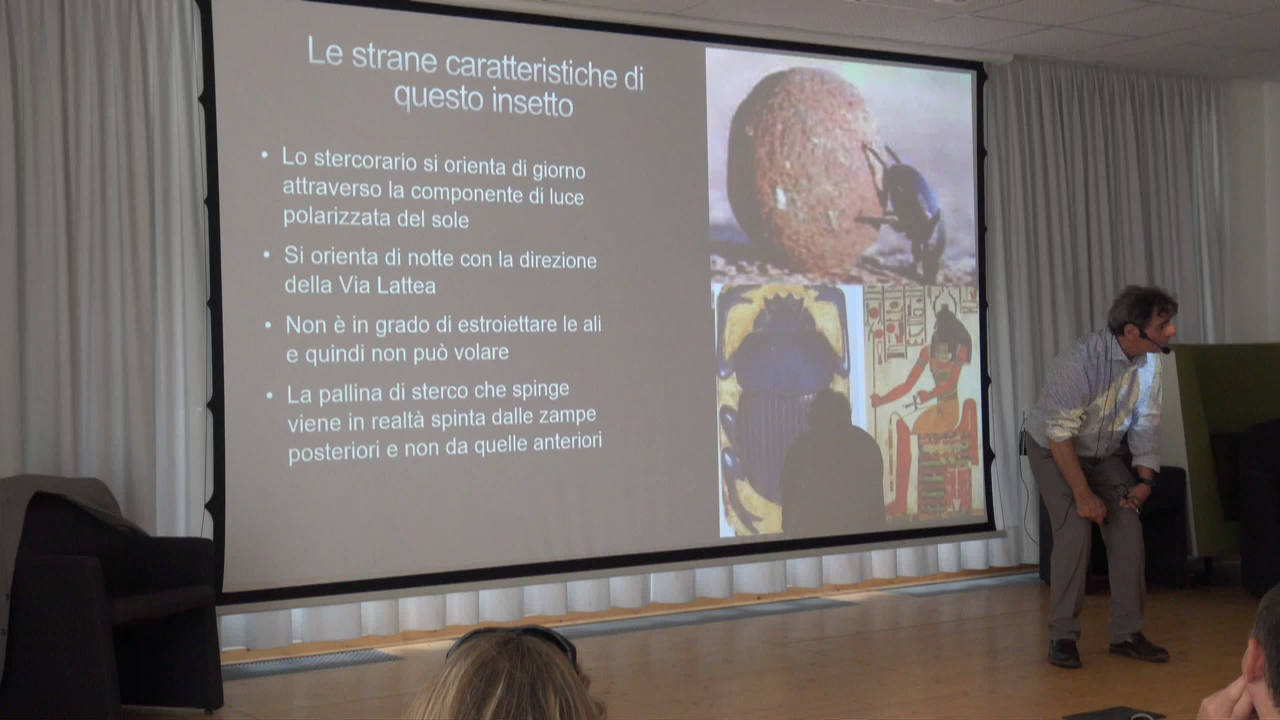 Le strane caratteristiche di
questo insetto
• Lo stercorario si orienta di giorno
attraverso la componente di luce
polarizzata del sole
• Si orienta di notte con la direzione
della Via Lattea
• Non è in grado di estroiettare le ali
e quindi non può volare
• La pallina di sterco che spinge
viene in realtà spinta dalle zampe
posteriori e non da quelle anteriori